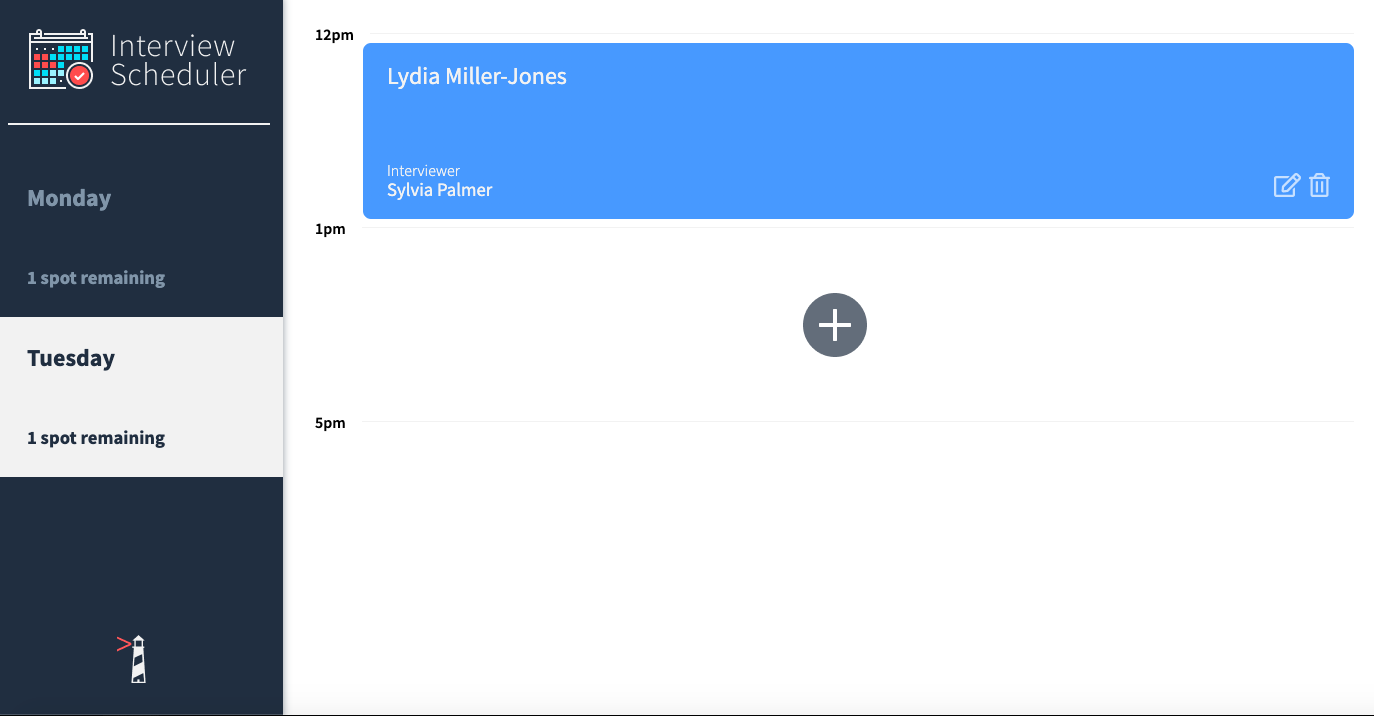 Interview
Scheduler
Monday
1 spot remaining
Tuesday
1 spot remaining
12pm
Lydia Miller-Jones
Interviewer
Sylvia Palmer
1pm
5pm